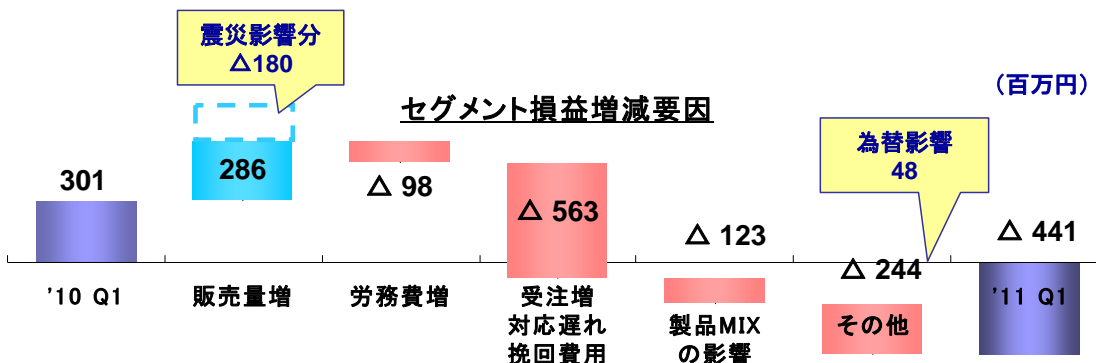 震災影響分
△180
(百万円)
セグメント損益増減要因
為替影響
48
301
286
△ 98
△ 563
△ 123
△ 244
△ 441
'10 Q1
販売量増
労務費増
受注増
対応遅れ
挽回費用
製品MIX
の影響
その他
'11 Q1